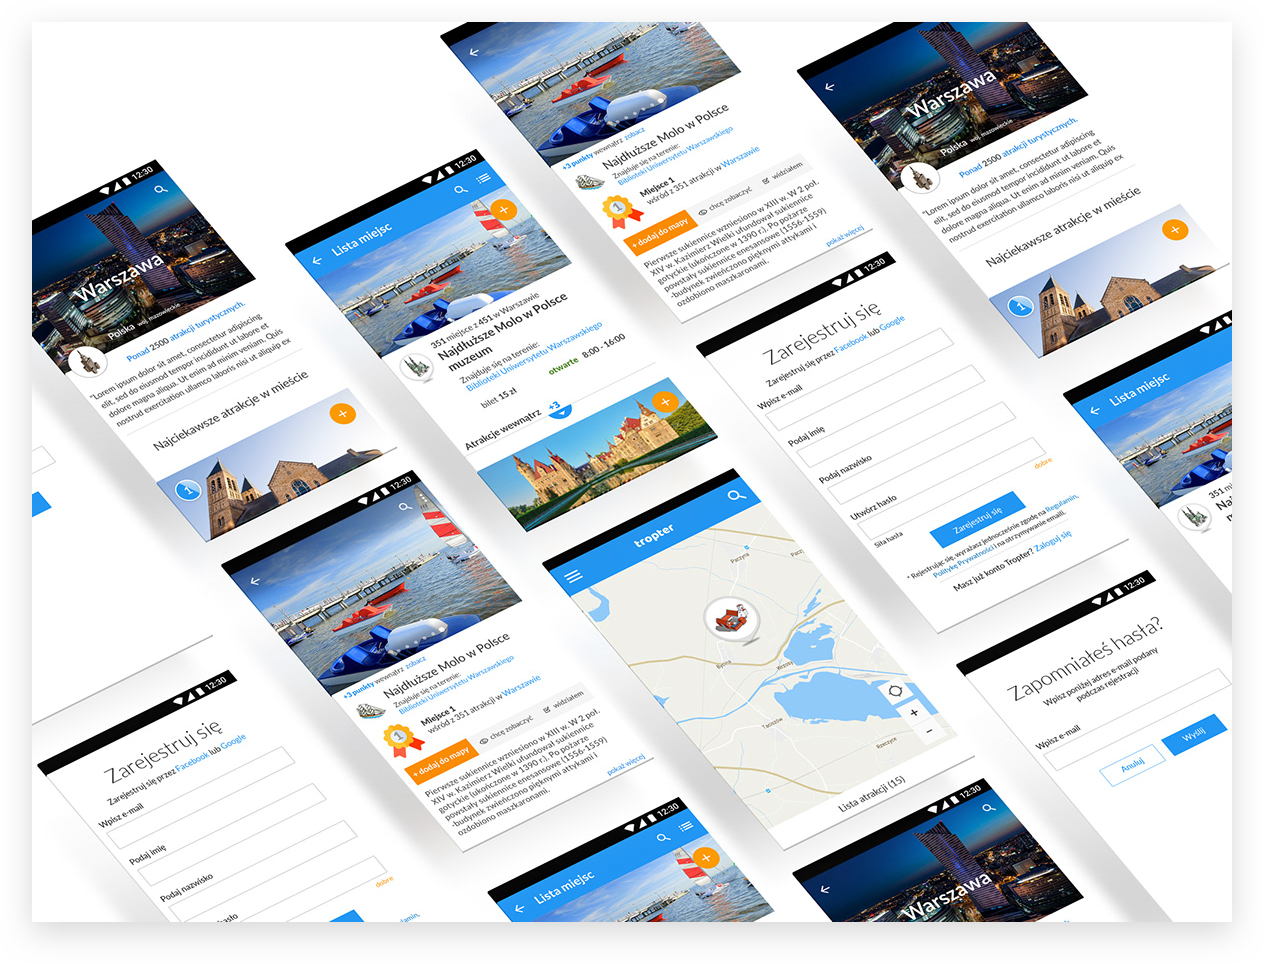 12:30
Warszawa
Polska woj. mazowieckie
Ponad 2500 atrakcji turystycznych.
"Lorem ipsum dolor sit amet, consectetur adipiscing
elit, sed do eiusmod tempor incididunt ut labore et
dolore magna aliqua. Ut enim ad minim veniam. Quis
nostrud exercitation ullamco laboris nisi ut aliquip ex
Najciekawsze atrakcje w mieście
+
1
12:30
Lista miejsc
+
351 miejsce z 451 w Warszawie
Najdłuższe Molo w Polsce
muzeum
Znajduje się na terenie:
Biblioteki Uniwersytetu Warszawskiego
bilet 15 zł
otwarte 8:00 - 16:00
Atrakcje wewnątrz +3
+
+3 punkty wewnątrz zobacz
Najdłuższe Molo w Polsce
Znajduje się na terenie:
Biblioteki Uniwersytetu Warszawskiego
1
Miejsce 1
wśród z 351 atrakcji w Warszawie
+ dodaj do mapy
chcę zobaczyć
widziałem
Pierwsze sukiennice wzniesiono w XIII w. W 2 poł.
XIV w. Kazimierz Wielki ufundował sukiennice
gotyckie (ukończone w 1390 r.). Po pożarze
powstały sukiennice enesansowe (1556-1559)
-budynek zwieńczono pięknymi attykami i
ozdobiono maszkaronami.
pokaż więcej
Warszawa
Polska woj. mazowieckie
Ponad 2500 atrakcji turystycznych.
"Lorem ipsum dolor sit amet, consectetur adipiscing
elit, sed do eiusmod tempor incididunt ut labore et
dolore magna aliqua. Ut enim ad minim veniam. Quis
nostrud exercitation ullamco laboris nisi ut aliquip ex
Najciekawsze atrakcje w mieście
+
1
12:30
Zarejestruj się
Zarejestruj się przez Facebook lub Google
Wpisz e-mail
Podaj imię
Podaj nazwisko
Utwórz hasło
Siła hasła
dobre
Zarejestruj się
* Rejestrując się, wyrażasz jednocześnie zgodę na Regulamin,
Politykę Prywatności i na otrzymywanie emaili.
Masz już konto Tropter? Zaloguj się
Lista miejsc
351
12:30
+3 punkty wewnątrz zobacz
Najdłuższe Molo w Polsce
Znajduje się na terenie:
Biblioteki Uniwersytetu Warszawskiego
1
Miejsce 1
wśród z 351 atrakcji w Warszawie
+ dodaj do mapy
chcę zobaczyć
widziałem
Pierwsze sukiennice wzniesiono w XIII w. W 2 poł.
XIV w. Kazimierz Wielki ufundował sukiennice
gotyckie (ukończone w 1390 r.). Po pożarze
powstały sukiennice enesansowe (1556-1559)
-budynek zwieńczono pięknymi attykami i
ozdobiono maszkaronami.
pokaż więcej
tropter
Paczyna
Bycina
Taciszów
Rzeczyce
+
-
Lista atrakcji (15)
12:30
Zapomniałeś hasła?
Wpisz poniżej adres e-mail podany
podczas rejestracji
Wpisz e-mail
Anuluj
Wyślij
12:30
Zarejestruj się
Zarejestruj się przez Facebook lub Google
Wpisz e-mail
Podaj imię
Podaj nazwisko
hasło
dobre
12:30
Lista miejsc
+
12:30
Warszawa